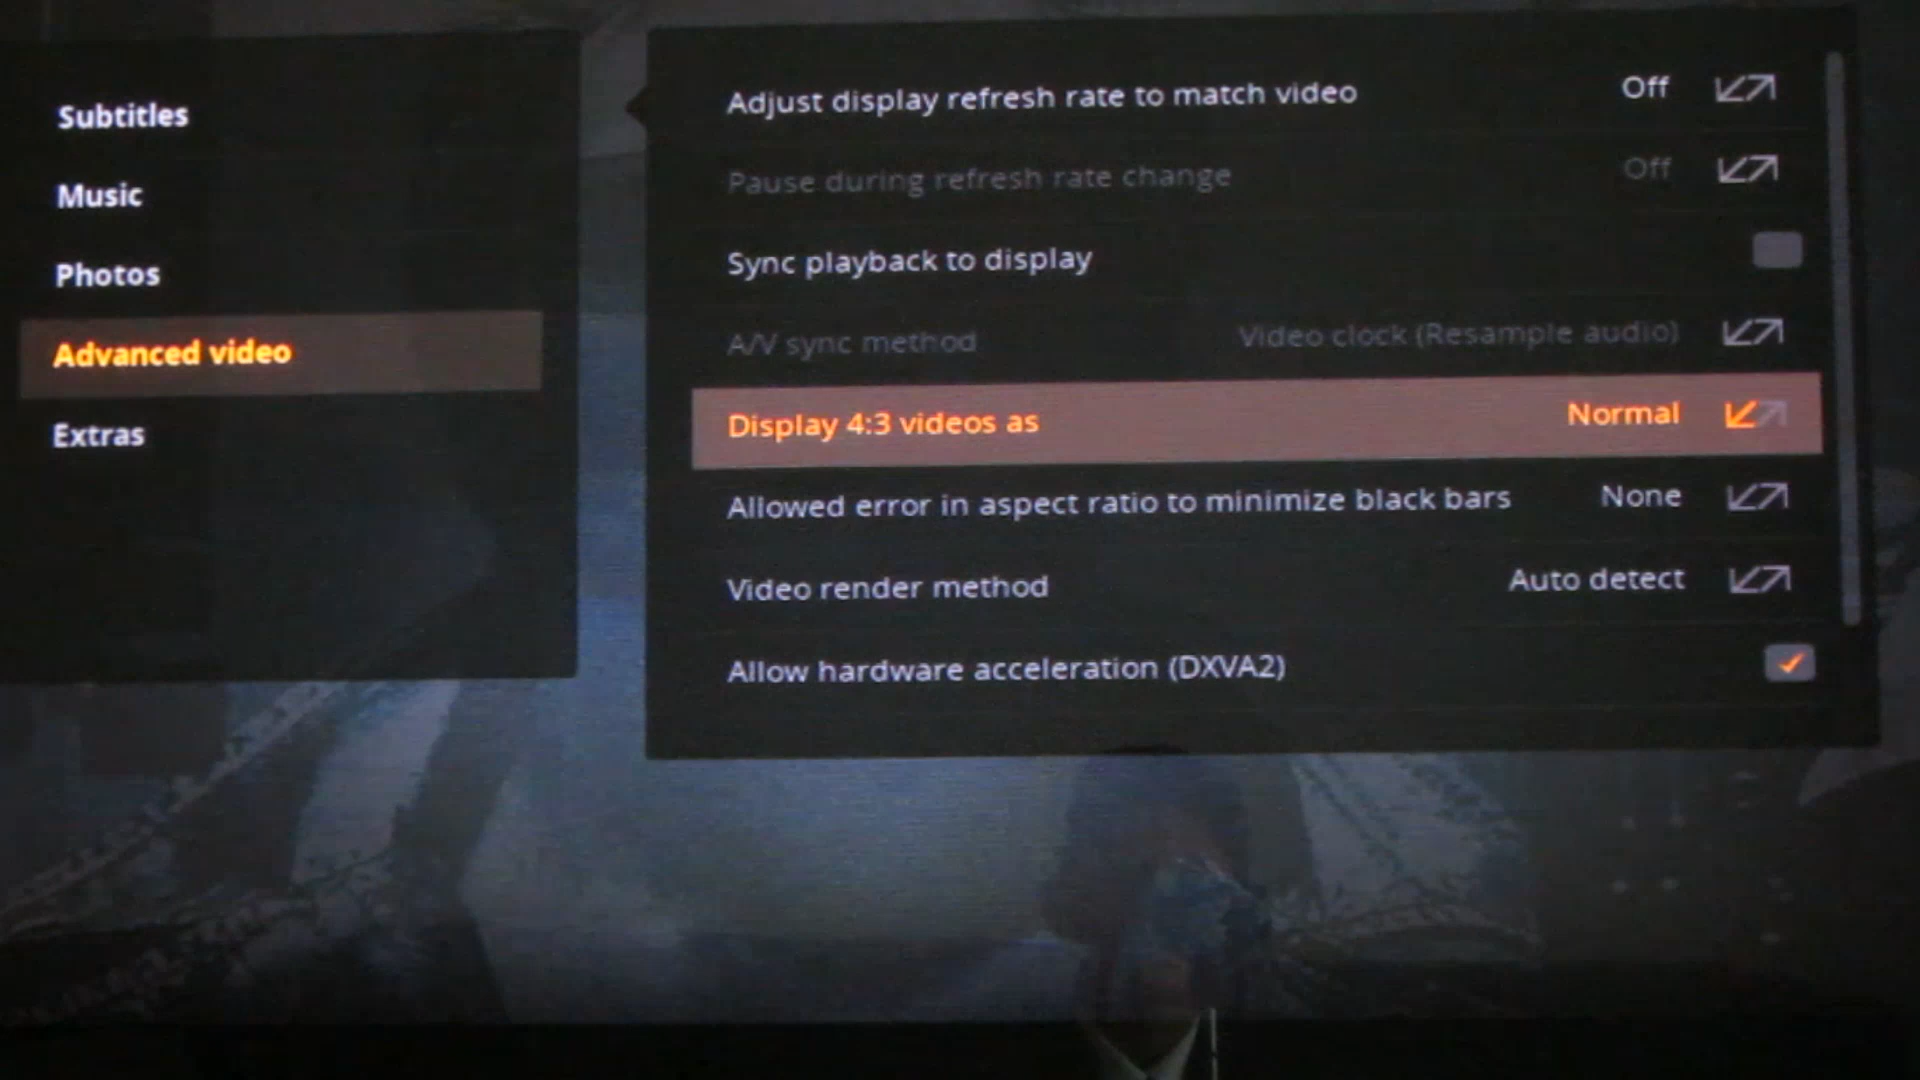 Subtitles
Music
Photos
Advanced video
Extras
Adjust display refresh rate to match video Off
Pause during refresh rate change Off
Sync playback to display
A/V sync method Video clock (Resample audio)
Display 4:3 videos as Normal
Allowed error in aspect ratio to minimize black bars None
Video render method Auto detect
Allow hardware acceleration (DXVA2)